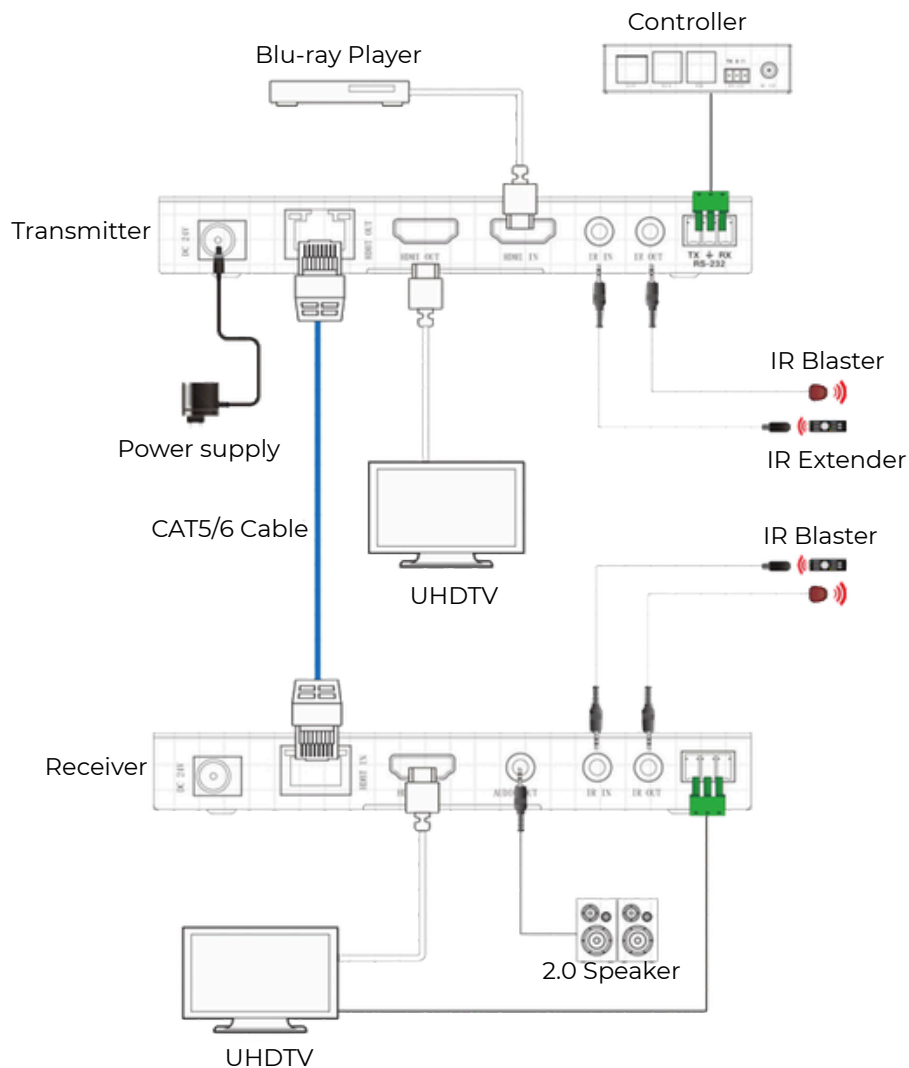 Controller
Blu-ray Player
Transmitter
DC 24V
HDBT OUT
HDMI OUT
HDMI IN
IR IN
IR OUT
TX ⏚ RX
RS-232
IR Blaster
IR Extender
Power supply
CAT5/6 Cable
UHDTV
IR Blaster
Receiver
DC 24V
HDBT IN
IR IN
IR OUT
2.0 Speaker
UHDTV